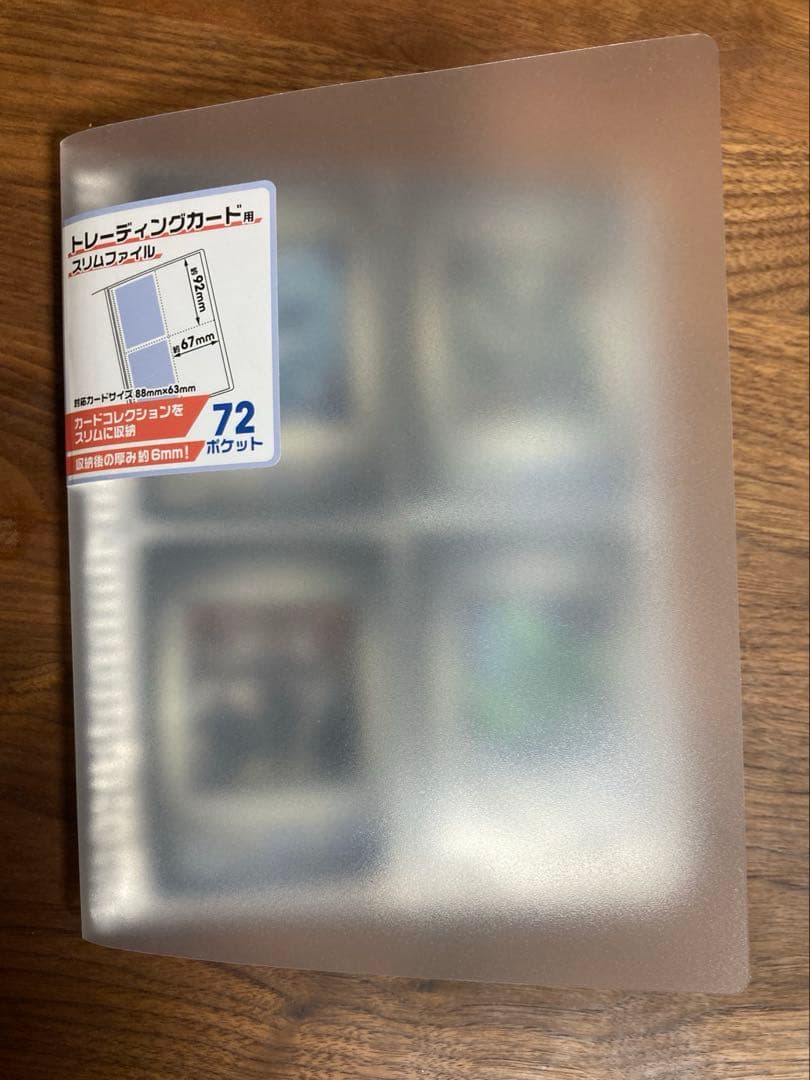 トレーディングカード用
スリムファイル
約92mm
約67mm
対応カードサイズ 88mm×63mm
カードコレクションを
スリムに収納
72
ポケット
収納後の厚み約6mm!